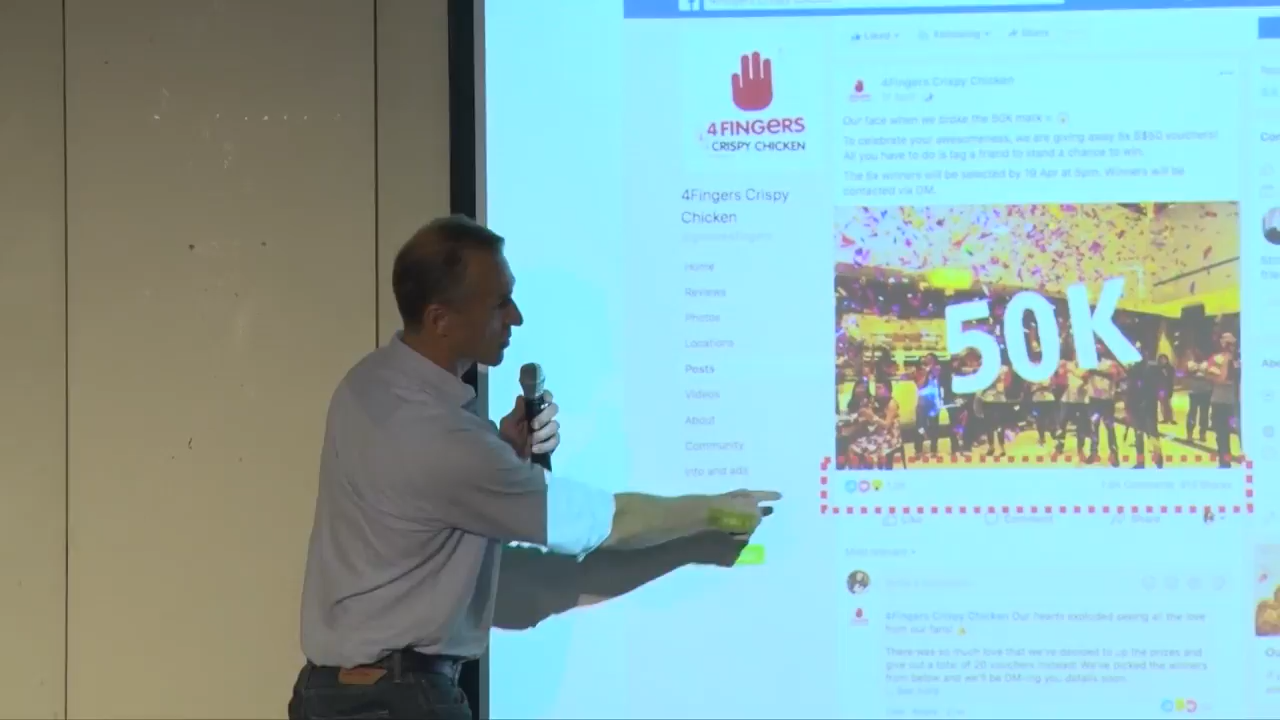 Liked
Following
Share
4FINGERS
CRISPY CHICKEN
4Fingers Crispy Chicken
Our face when we broke the 50K mark =
To celebrate your awesomeness, we are giving away 5x S$50 vouchers!
All you have to do is tag a friend to stand a chance to win.
The 5x winners will be selected by 19 Apr at 6pm. Winners will be
contacted via DM.
4Fingers Crispy
Chicken
Home
Reviews
Photos
Locations
Posts
Videos
About
Community
Info and ads
50K
Comments
Shares
Like
Comment
Share
4Fingers Crispy Chicken Our hearts exploded seeing all the love
from our fans!
There was so much love that we've decided to up the prizes and
give out a total of 20 vouchers instead! We've picked the winners
from below and we'll be DM-ing you details soon.